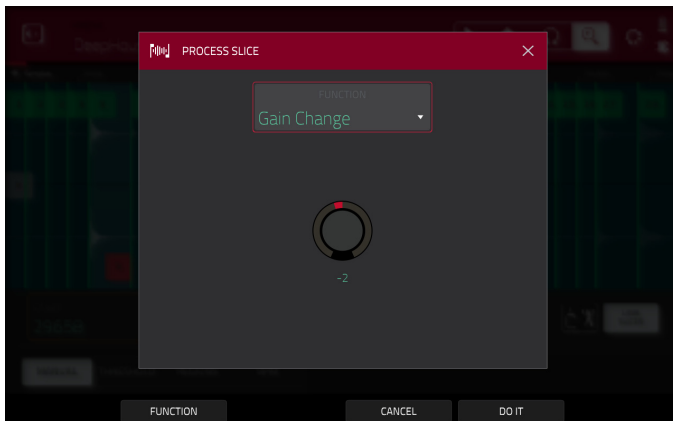 PROCESS SLICE
FUNCTION
Gain Change
-2
FUNCTION
CANCEL
DO IT